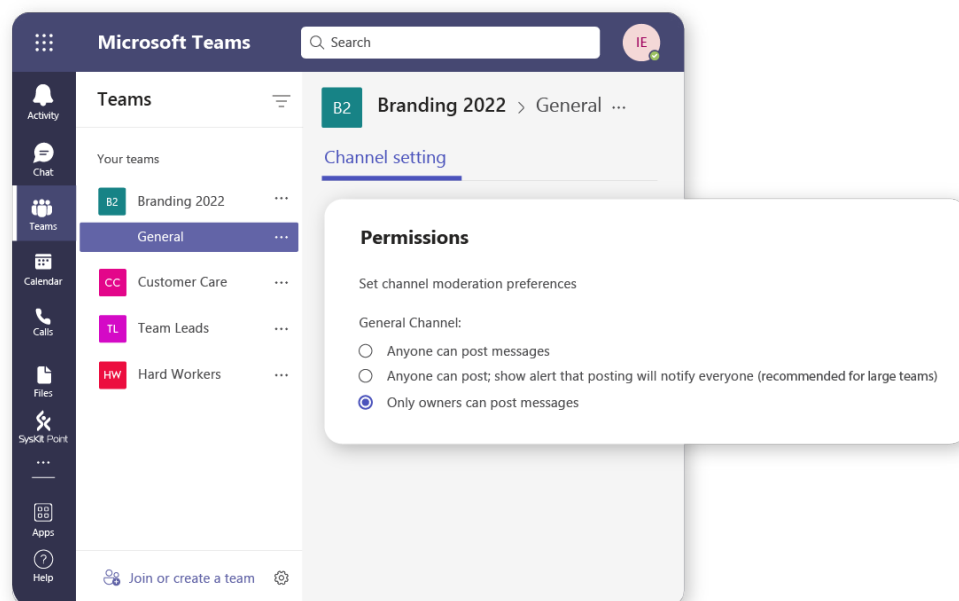 Microsoft Teams
Search
IE
Activity
Chat
Teams
Calendar
Calls
Files
SysKit Point
Apps
Help
Teams
Your teams
B2 Branding 2022
General
CC Customer Care
TL Team Leads
HW Hard Workers
Join or create a team
B2 Branding 2022 > General
Channel setting
Permissions
Set channel moderation preferences
General Channel:
Anyone can post messages
Anyone can post; show alert that posting will notify everyone (recommended for large teams)
Only owners can post messages